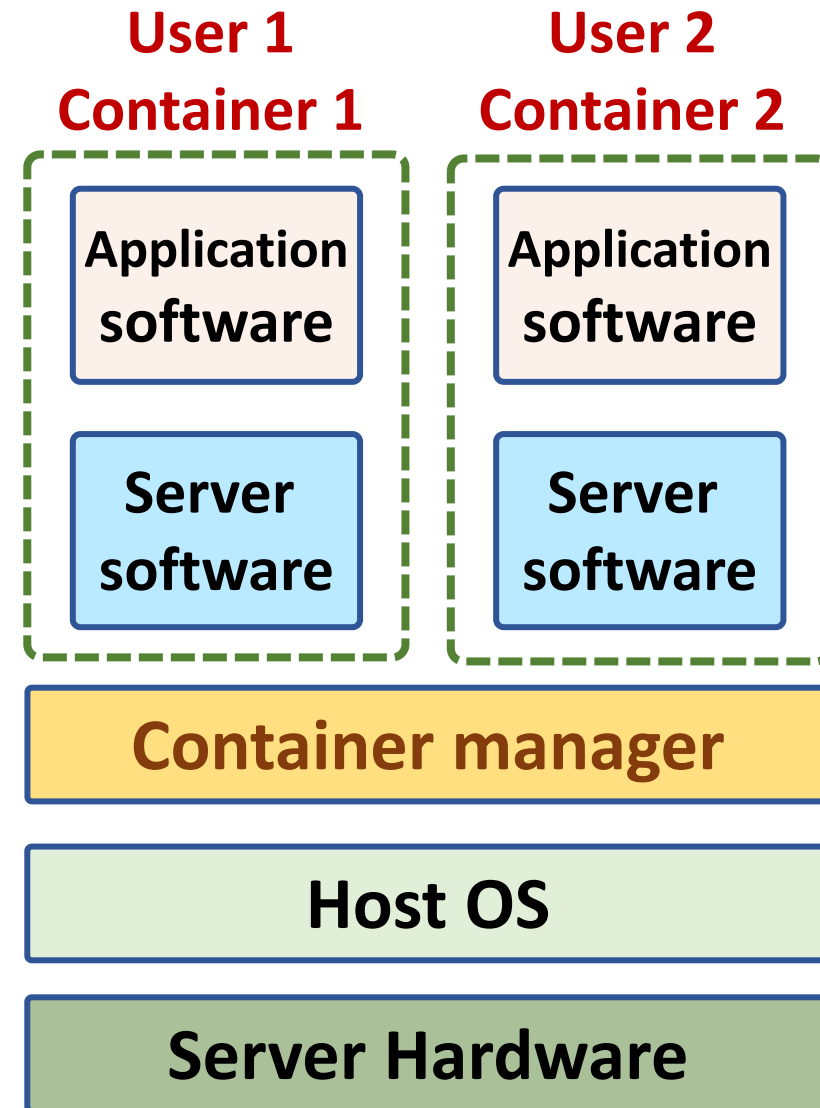 User 1
Container 1
Application
software
Server
software
User 2
Container 2
Application
software
Server
software
Container manager
Host OS
Server Hardware